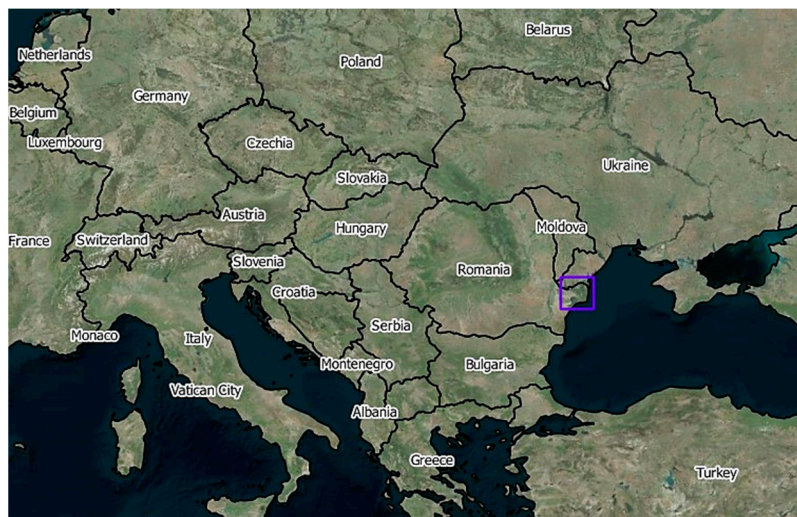 Netherlands
Belarus
Poland
Germany
Belgium
Luxembourg
Czechia
Ukraine
Slovakia
Austria
Hungary
Moldova
France
Switzerland
Slovenia
Romania
Croatia
Serbia
Monaco
Italy
Montenegro
Bulgaria
Vatican City
Albania
Greece
Turkey